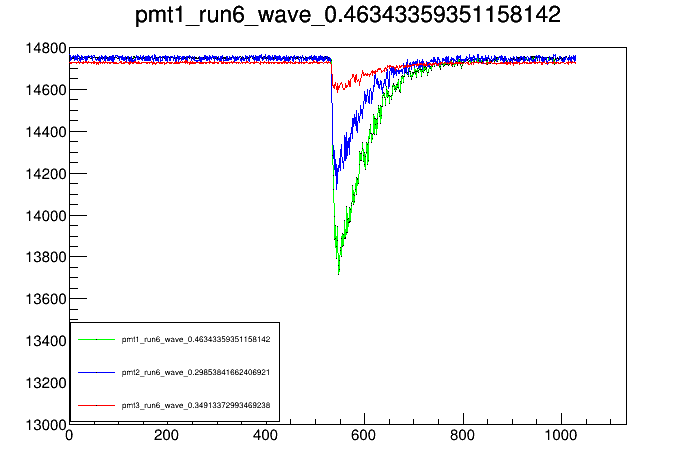 pmt1_run6_wave_0.46343359351158142
14800
14600
14400
14200
14000
13800
13600
13400
13200
13000
pmt1_run6_wave_0.46343359351158142
pmt2_run6_wave_0.29853841662406921
pmt3_run6_wave_0.34913372993469238
0 200 400 600 800 1000